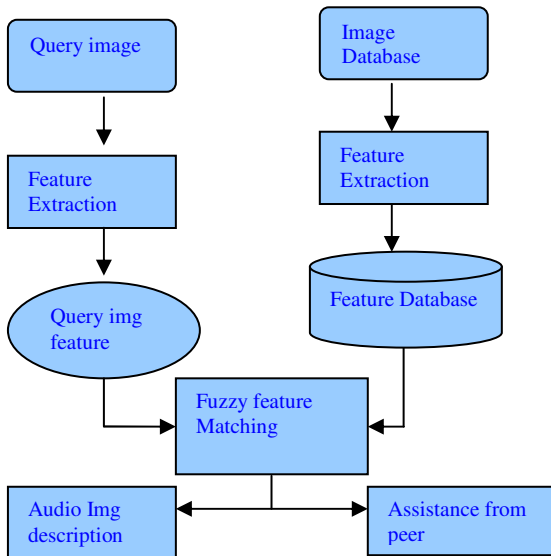 Query image
Image
Database
Feature
Extraction
Feature
Extraction
Query img
feature
Feature Database
Fuzzy feature
Matching
Audio Img
description
Assistance from
peer